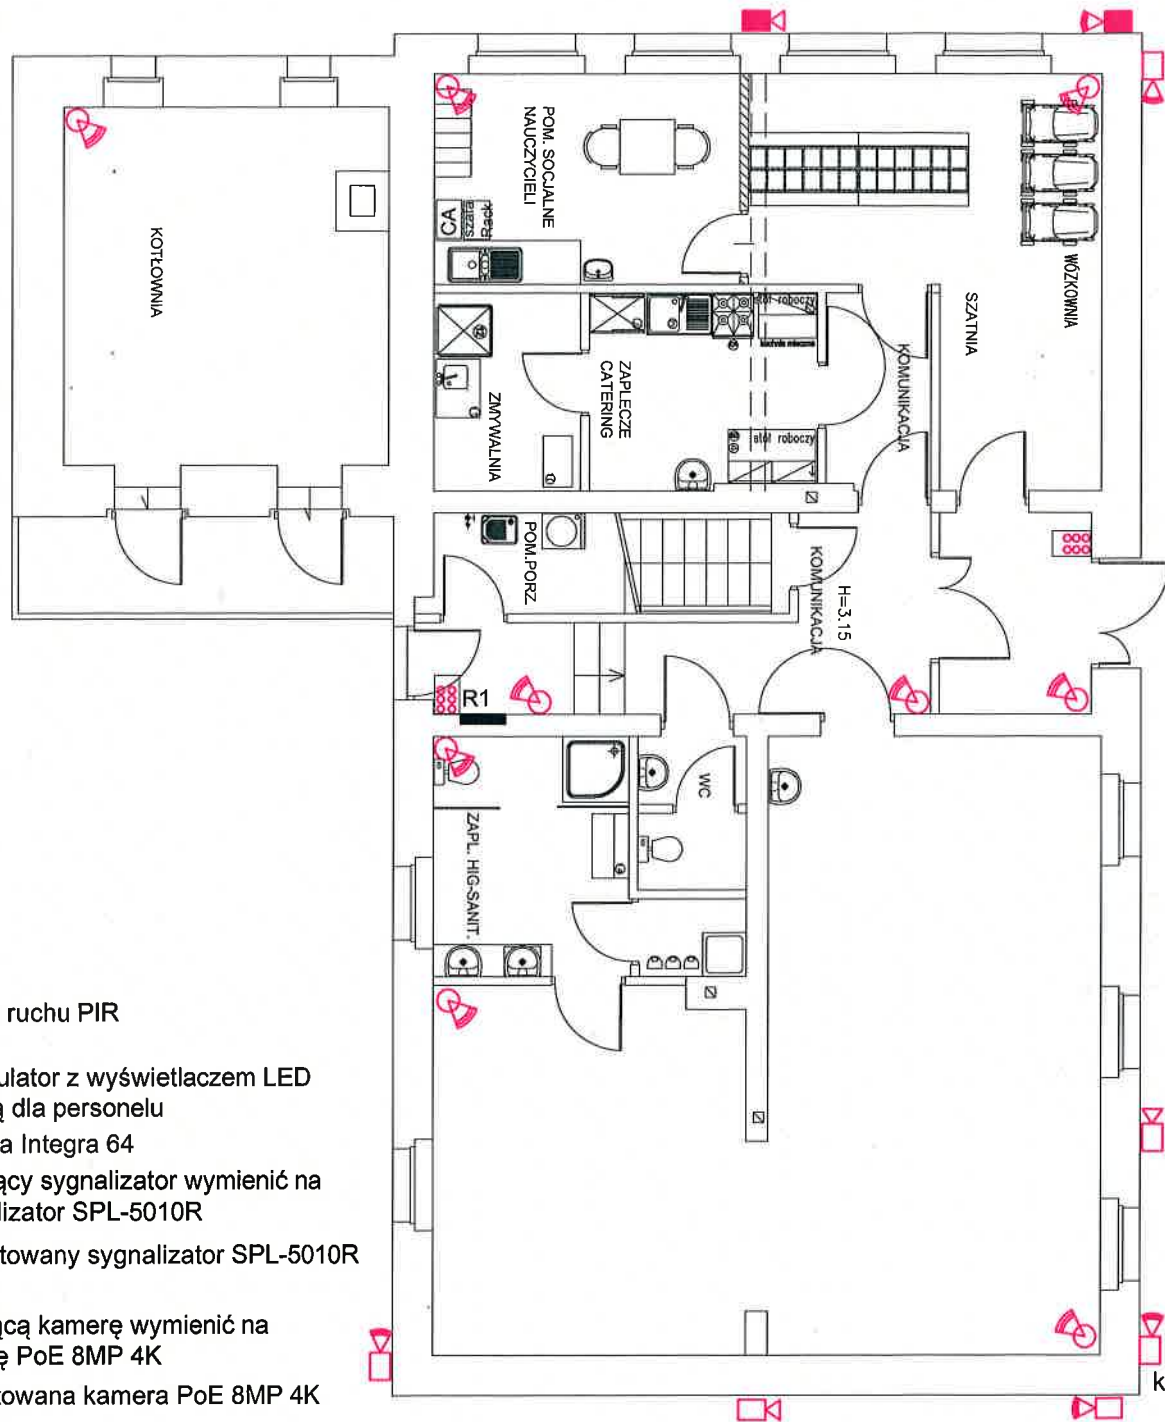 POM. SOCJALNE
NAUCZYCIELI
CA
szafa
Rack
KOTŁOWNIA
WÓZKOWNIA
SZATNIA
KOMUNIKACJA
stół roboczy
ZAPLECZE
CATERING
ZMYWALNIA
stół roboczy
POM.PORZ
KOMUNIKACJA
H=3.15
R1
WC
ZAPL. HIG-SANIT.
ruchu PIR
ulator z wyświetlaczem LED
ą dla personelu
a Integra 64
ący sygnalizator wymienić na
lizator SPL-5010R
towany sygnalizator SPL-5010R
ącą kamerę wymienić na
ę PoE 8MP 4K
towana kamera PoE 8MP 4K
k